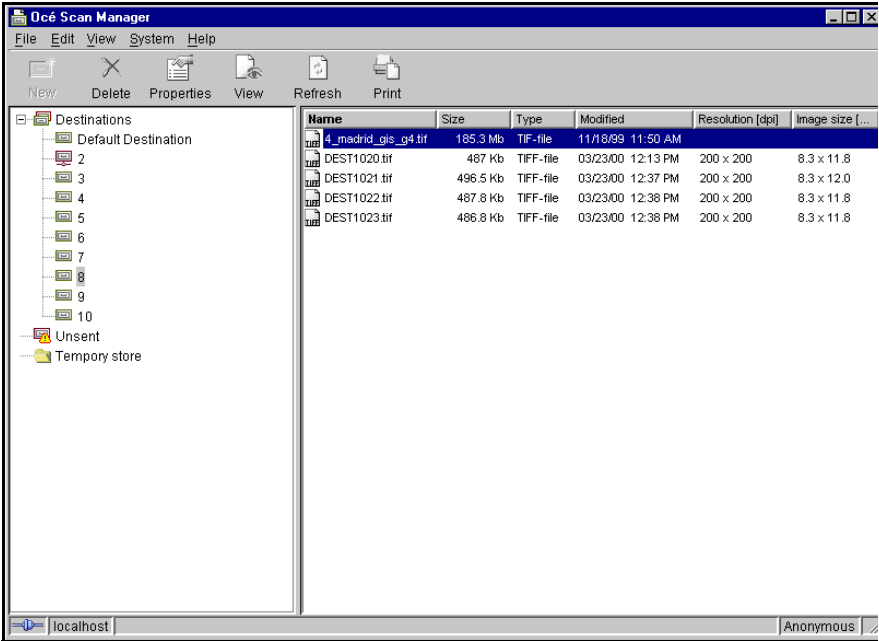 Océ Scan Manager
File Edit View System Help
New Delete Properties View Refresh Print
Destinations
Default Destination
2
3
4
5
6
7
8
9
10
Unsent
Tempory store
Name Size Type Modified Resolution [dpi] Image size [...
4_madrid_gis_g4.tif 185.3 Mb TIF-file 11/18/99 11:50 AM
DEST1020.tif 487 Kb TIFF-file 03/23/00 12:13 PM 200 x 200 8.3 x 11.8
DEST1021.tif 496.5 Kb TIFF-file 03/23/00 12:37 PM 200 x 200 8.3 x 12.0
DEST1022.tif 487.8 Kb TIFF-file 03/23/00 12:38 PM 200 x 200 8.3 x 11.8
DEST1023.tif 486.8 Kb TIFF-file 03/23/00 12:38 PM 200 x 200 8.3 x 11.8
localhost Anonymous